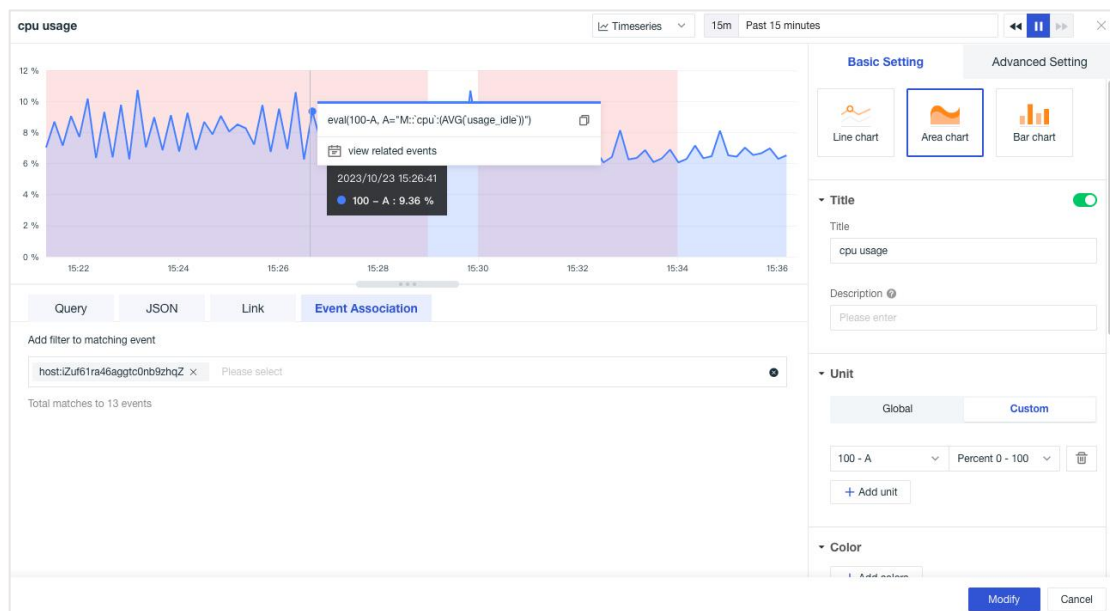 cpu usage
Timeseries
15m Past 15 minutes
Basic Setting
Advanced Setting
12 %
10 %
8 %
6 %
4 %
2 %
0 %
eval(100-A, A="M::`cpu`:(AVG(`usage_idle`))")
view related events
2023/10/23 15:26:41
100 - A : 9.36 %
15:22 15:24 15:26 15:28 15:30 15:32 15:34 15:36
Line chart
Area chart
Bar chart
Title
Title
cpu usage
Description
Please enter
Query
JSON
Link
Event Association
Add filter to matching event
host:iZuf61ra46aggtc0nb9zhqZ
Please select
Total matches to 13 events
Unit
Global
Custom
100 - A
Percent 0 - 100
+ Add unit
Color
+ Add colors
Modify
Cancel